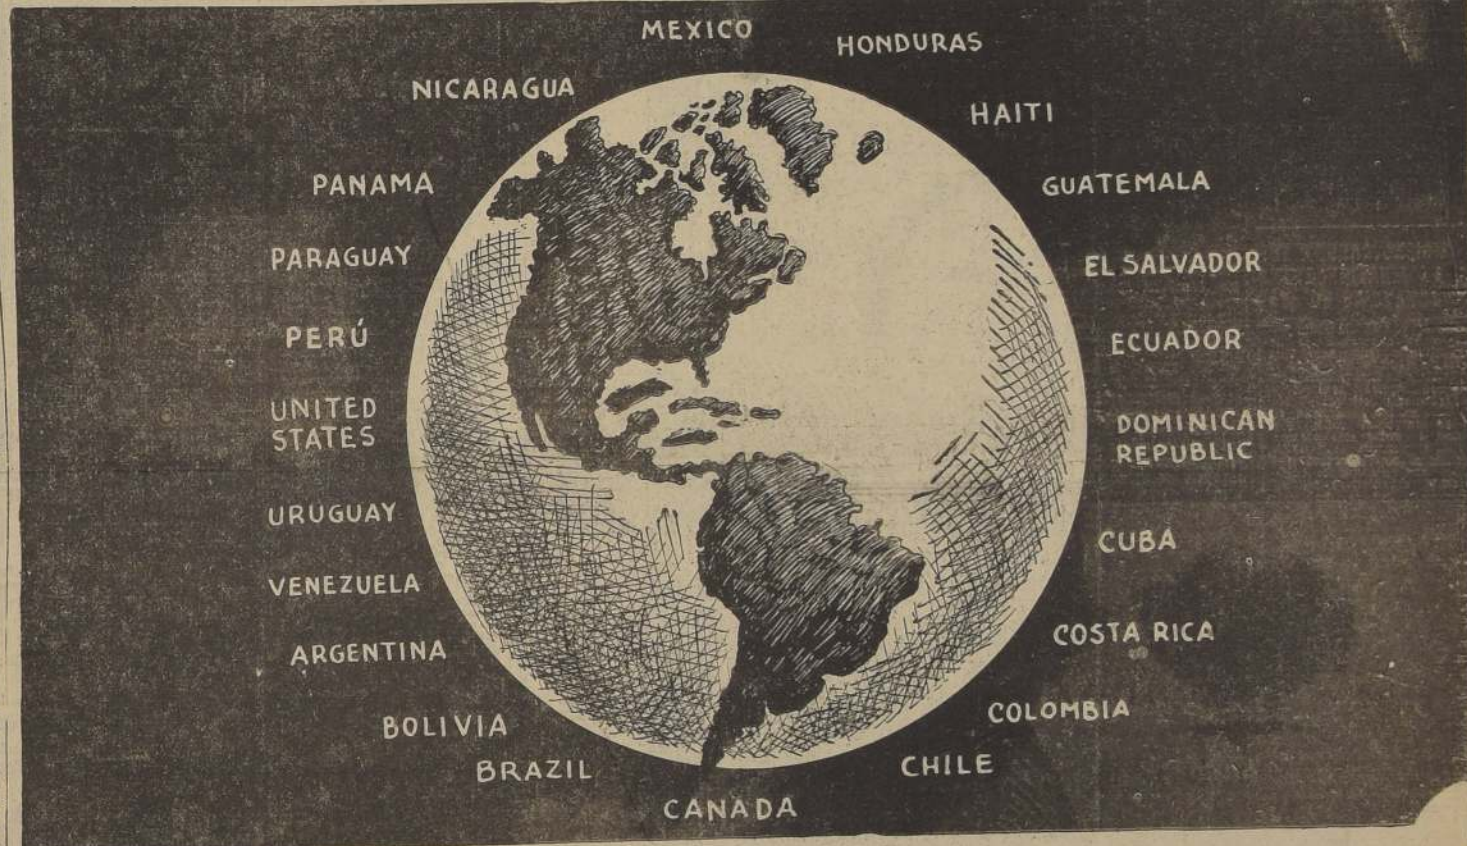 MEXICO
HONDURAS
NICARAGUA
HAITI
PANAMA
GUATEMALA
PARAGUAY
EL SALVADOR
PERÚ
ECUADOR
UNITED
STATES
DOMINICAN
REPUBLIC
URUGUAY
CUBA
VENEZUELA
COSTA RICA
ARGENTINA
COLOMBIA
BOLIVIA
BRAZIL
CHILE
CANADA